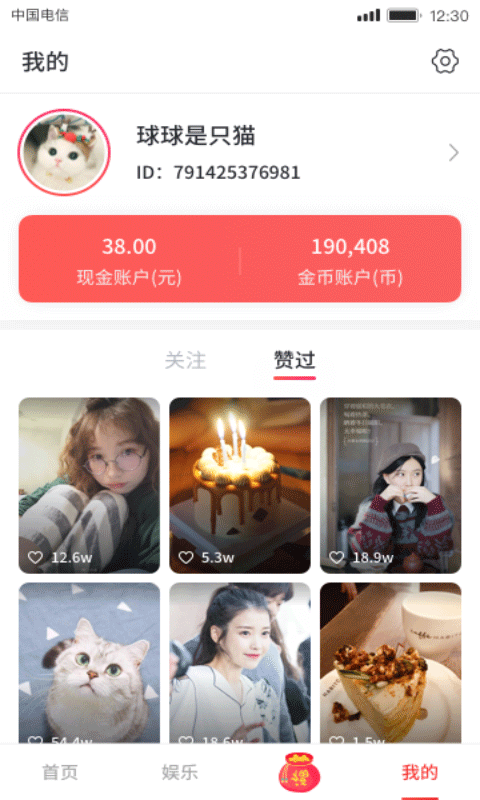 中国电信 12:30
我的
球球是只猫
ID: 791425376981
38.00 190,408
现金账户(元) 金币账户(币)
关注 赞过
12.6w 5.3w 18.9w
54.4w 18.6w 1.5w
首页 娱乐 我的